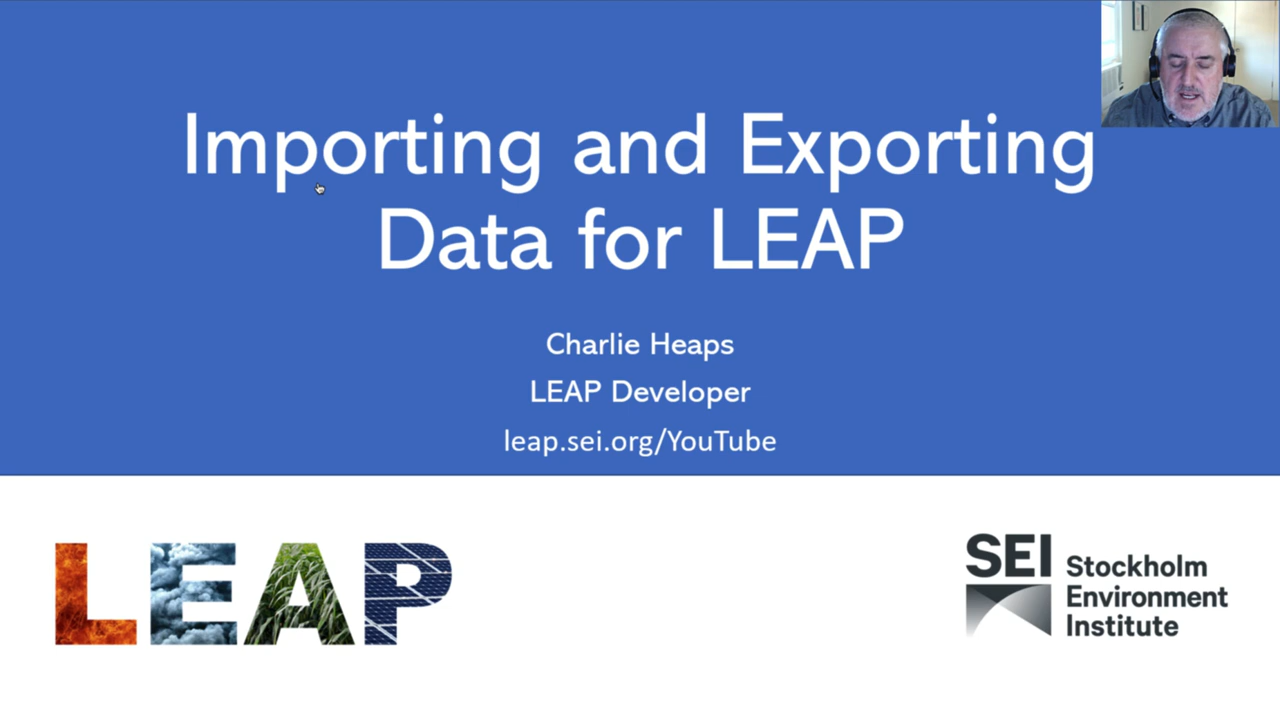 Importing and Exporting
Data for LEAP
Charlie Heaps
LEAP Developer
leap.sei.org/YouTube
LEAP
SEI
Stockholm
Environment
Institute